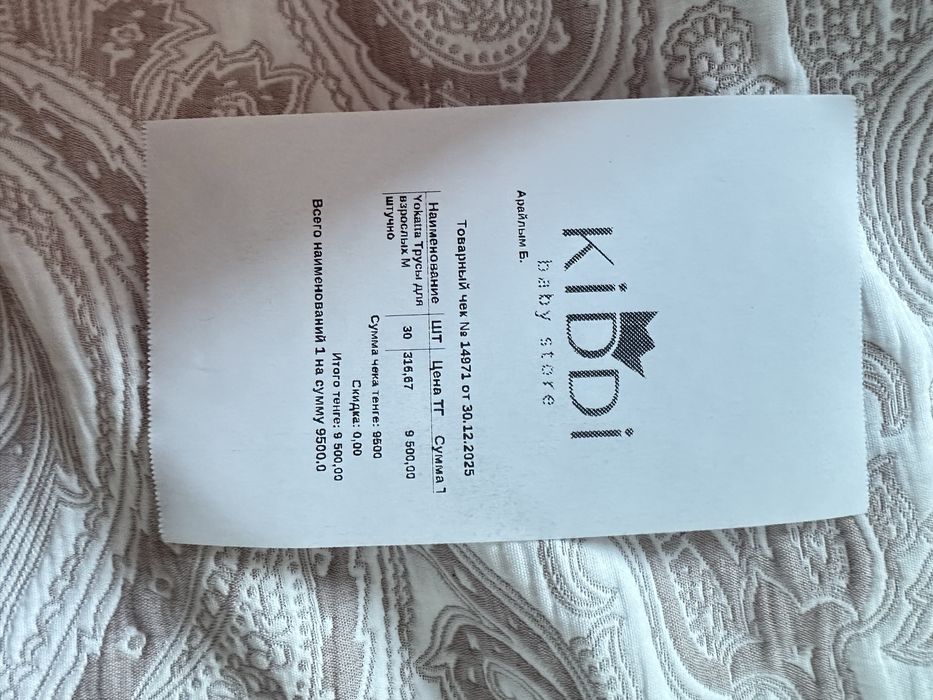 KiDDi
baby store
Арайлым Б.
Товарный чек № 14971 от 30.12.2025
Наименование ШТ Цена ТГ Сумма Т
Yokatta Трусы для взрослых М штучно 30 316,67 9 500,00
Сумма чека тенге: 9500
Скидка: 0,00
Итого тенге: 9 500,00
Всего наименований 1 на сумму 9500.0